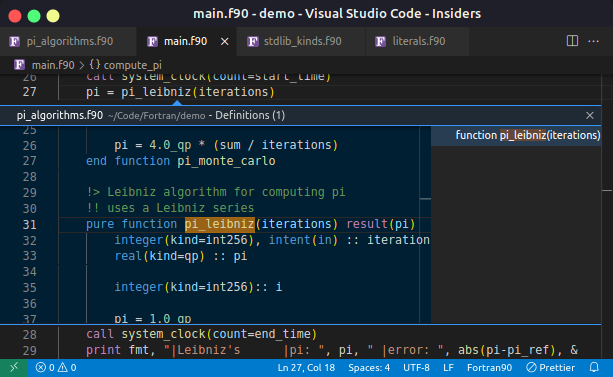 main.f90 - demo - Visual Studio Code - Insiders
F pi_algorithms.f90 F main.f90 × F stdlib_kinds.f90 F literals.f90 ···
F main.f90 > {} compute_pi
26 call system_clock(count=start_time)
27 pi = pi_leibniz(iterations)
pi_algorithms.f90 ~/Code/Fortran/demo - Definitions (1) ×
25
26 pi = 4.0_qp * (sum / iterations)
27 end function pi_monte_carlo
28
29 !> Leibniz algorithm for computing pi
30 !! uses a Leibniz series
31 pure function pi_leibniz(iterations) result(pi)
32 integer(kind=int256), intent(in) :: iteration
33 real(kind=qp) :: pi
34
35 integer(kind=int256):: i
36
37 pi = 1.0_qp
function pi_leibniz(iterations)
28 call system_clock(count=end_time)
29 print fmt, "|Leibniz's |pi: ", pi, " |error: ", abs(pi-pi_ref), &
0 0 Ln 27, Col 18 Spaces: 4 UTF-8 LF Fortran90 Prettier